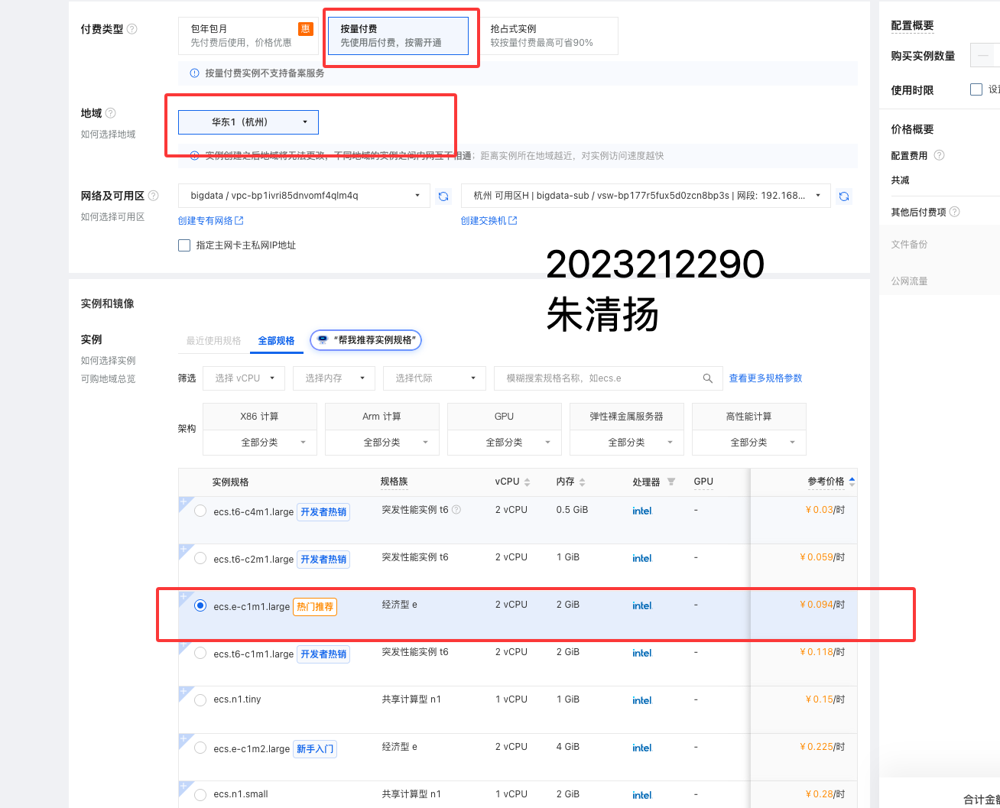 付费类型
包年包月 惠
先付费后使用，价格优惠
按量付费
先使用后付费，按需开通
抢占式实例
较按量付费最高可省90%
按量付费实例不支持备案服务
地域
如何选择地域
华东1（杭州）
实例创建之后地域将无法更改，不同地域的实例之间内网互不相通；距离实例所在地域越近，对实例访问速度越快
网络及可用区
如何选择可用区
bigdata / vpc-bp1ivri85dnvomf4qlm4q
杭州 可用区H | bigdata-sub / vsw-bp177r5fux5d0zcn8bp3s | 网段: 192.168...
创建专有网络
创建交换机
指定主网卡主私网IP地址
2023212290
朱清扬
实例和镜像
实例
如何选择实例
可购地域总览
最近使用规格 全部规格 “帮我推荐实例规格”
筛选 选择 vCPU 选择内存 选择代际 模糊搜索规格名称，如ecs.e 查看更多规格参数
架构
X86 计算 Arm 计算 GPU 弹性裸金属服务器 高性能计算
全部分类 全部分类 全部分类 全部分类 全部分类
实例规格 规格族 vCPU 内存 处理器 GPU 参考价格
ecs.t6-c4m1.large 开发者热销 突发性能实例 t6 2 vCPU 0.5 GiB intel - ¥ 0.03/时
ecs.t6-c2m1.large 开发者热销 突发性能实例 t6 2 vCPU 1 GiB intel - ¥ 0.059/时
ecs.e-c1m1.large 热门推荐 经济型 e 2 vCPU 2 GiB intel - ¥ 0.094/时
ecs.t6-c1m1.large 开发者热销 突发性能实例 t6 2 vCPU 2 GiB intel - ¥ 0.118/时
ecs.n1.tiny 共享计算型 n1 1 vCPU 1 GiB intel - ¥ 0.15/时
ecs.e-c1m2.large 新手入门 经济型 e 2 vCPU 4 GiB intel - ¥ 0.225/时
ecs.n1.small 共享计算型 n1 1 vCPU 2 GiB intel - ¥ 0.28/时
配置概要
购买实例数量
使用时限 设
价格概要
配置费用
共减
其他后付费项
文件备份
公网流量
合计金额